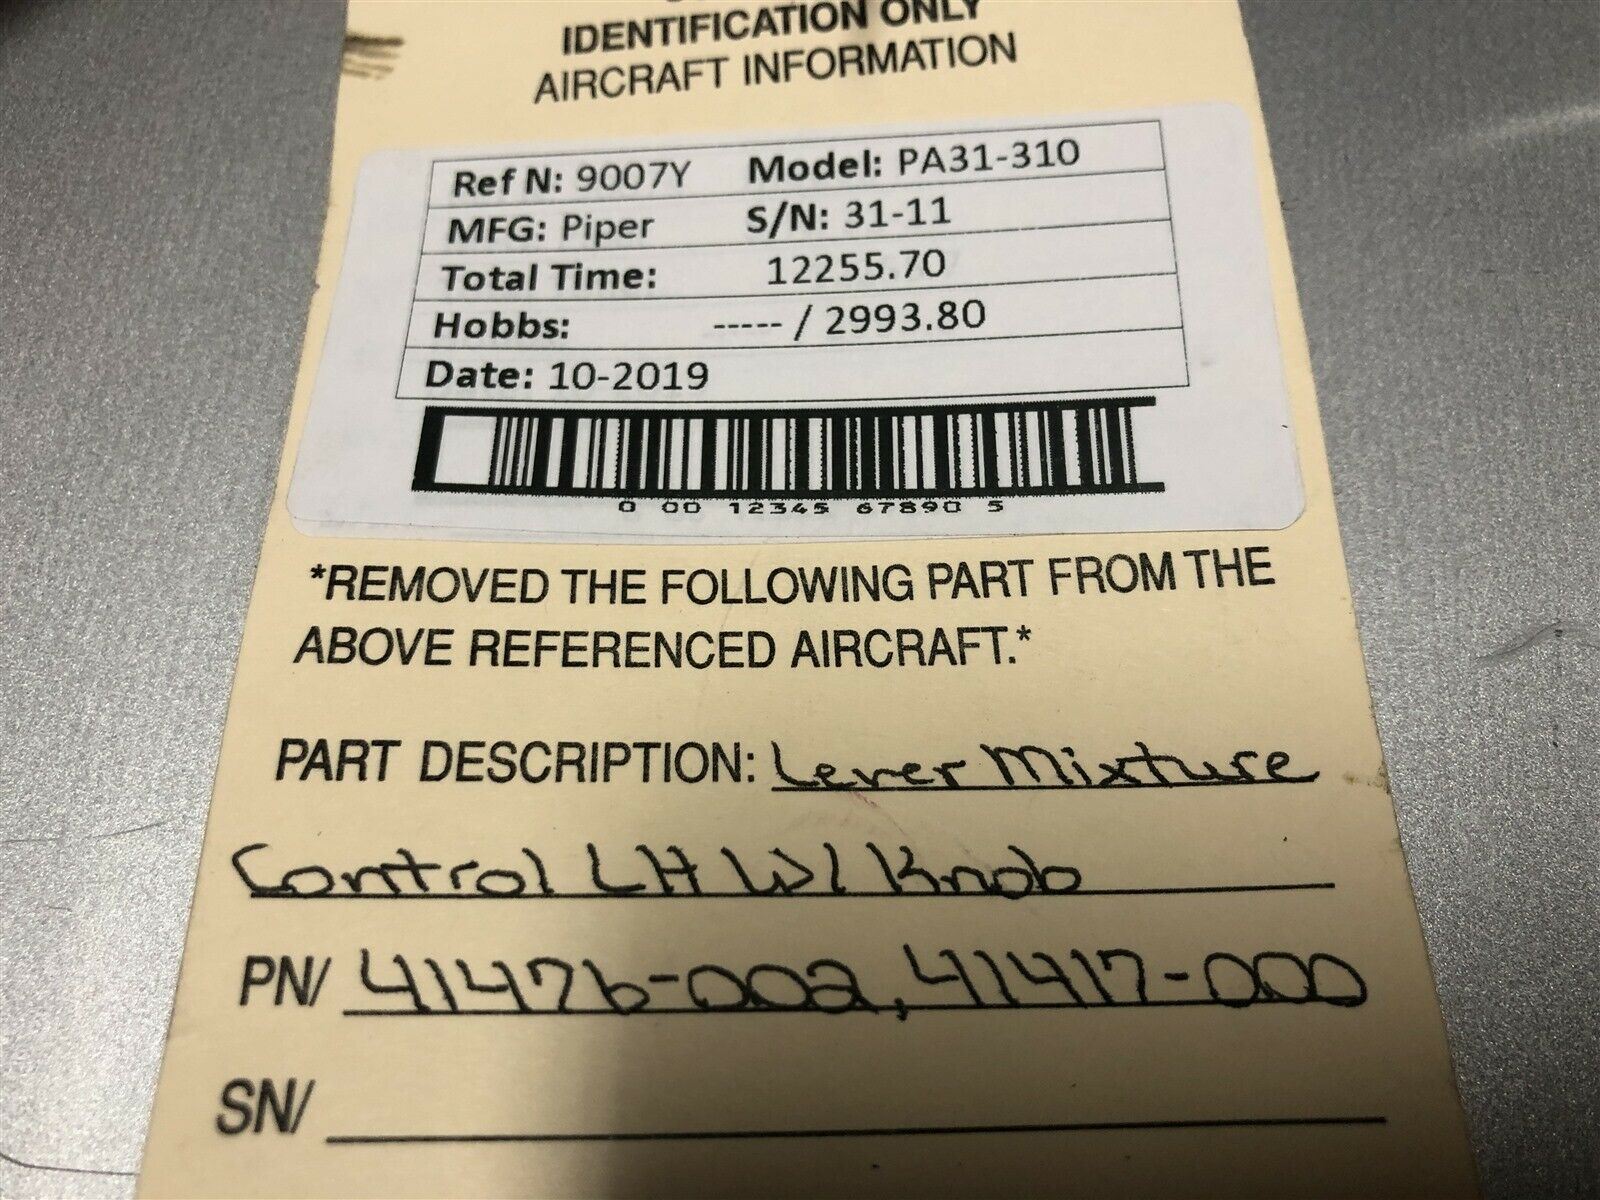 IDENTIFICATION ONLY
AIRCRAFT INFORMATION
Ref N: 9007Y Model: PA31-310
MFG: Piper S/N: 31-11
Total Time: 12255.70
Hobbs: ----- / 2993.80
Date: 10-2019
0 00 12345 67890 5
*REMOVED THE FOLLOWING PART FROM THE
ABOVE REFERENCED AIRCRAFT.*
PART DESCRIPTION: Lever Mixture
Control LH W/ Knob
PN/ 41476-002, 41417-000
SN/